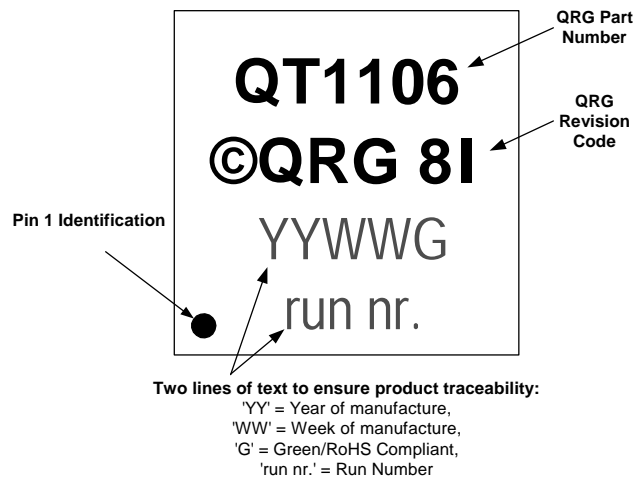 QRG Part
Number
QT1106
QRG
Revision
Code
©QRG 8I
Pin 1 Identification
YYWWG
run nr.
Two lines of text to ensure product traceability:
'YY' = Year of manufacture,
'WW' = Week of manufacture,
'G' = Green/RoHS Compliant,
'run nr.' = Run Number